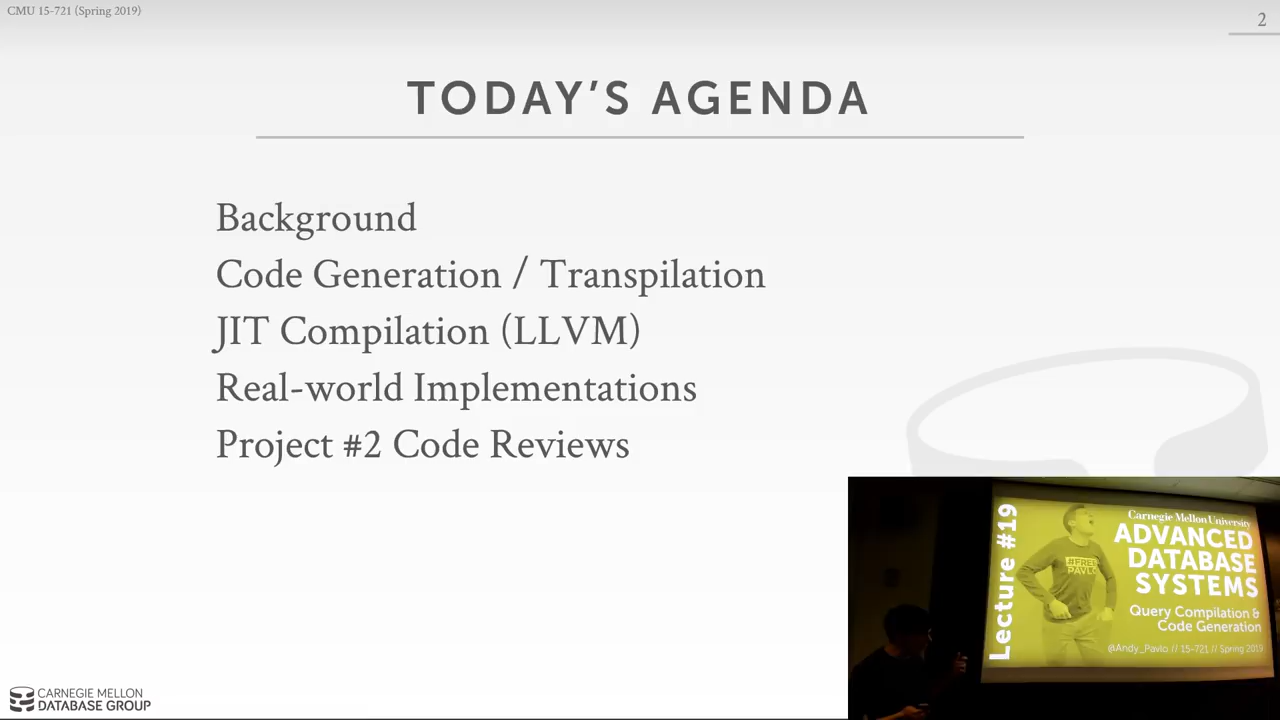 CMU 15-721 (Spring 2019)
2
TODAY'S AGENDA
Background
Code Generation / Transpilation
JIT Compilation (LLVM)
Real-world Implementations
Project #2 Code Reviews
Lecture #19
Carnegie Mellon University
ADVANCED
DATABASE
SYSTEMS
#FREE
PAVLO
Query Compilation &
Code Generation
@Andy_Pavlo // 15-721 // Spring 2019
CARNEGIE MELLON
DATABASE GROUP